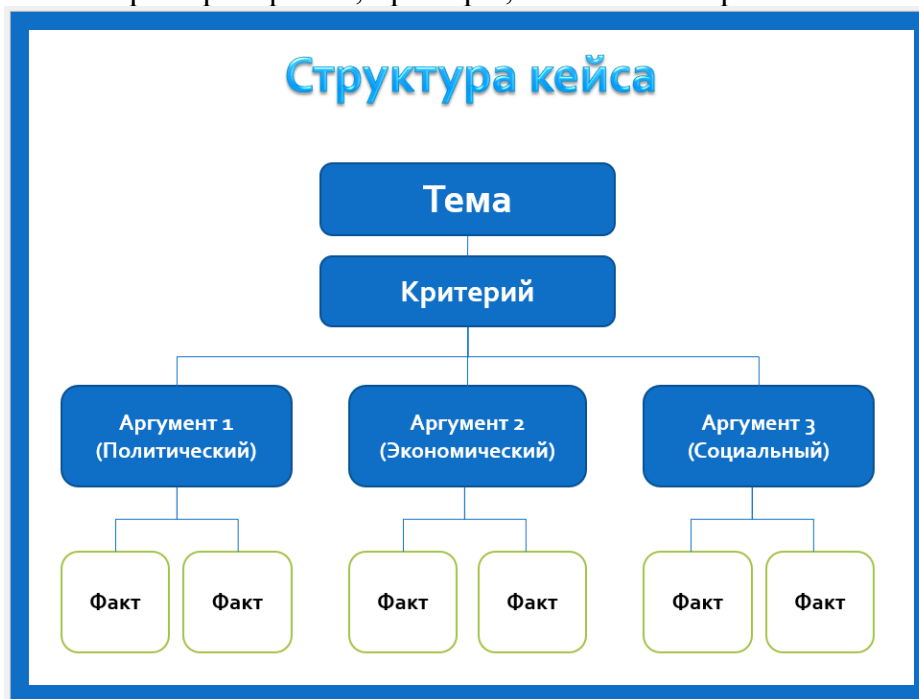 Структура кейса
Тема
Критерий
Аргумент 1
(Политический)
Аргумент 2
(Экономический)
Аргумент 3
(Социальный)
Факт
Факт
Факт
Факт
Факт
Факт